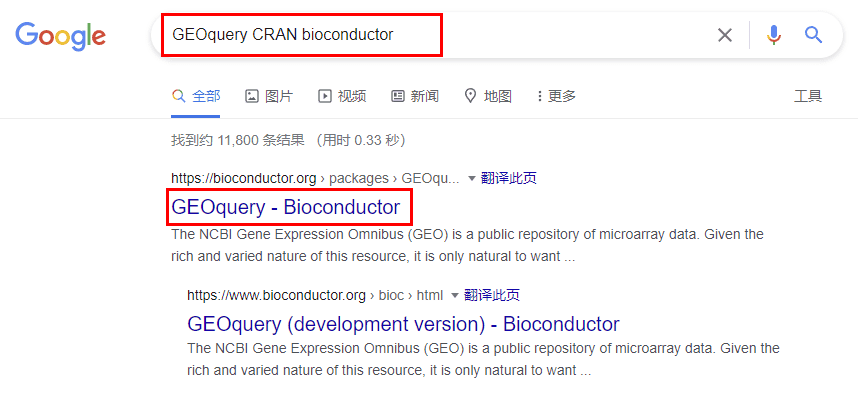 Google
GEOquery CRAN bioconductor
全部 图片 视频 新闻 地图 更多 工具
找到约 11,800 条结果 （用时 0.33 秒）
https://bioconductor.org › packages › GEOqu... 翻译此页
GEOquery - Bioconductor
The NCBI Gene Expression Omnibus (GEO) is a public repository of microarray data. Given the
rich and varied nature of this resource, it is only natural to want ...
https://www.bioconductor.org › bioc › html 翻译此页
GEOquery (development version) - Bioconductor
The NCBI Gene Expression Omnibus (GEO) is a public repository of microarray data. Given the
rich and varied nature of this resource, it is only natural to want ...